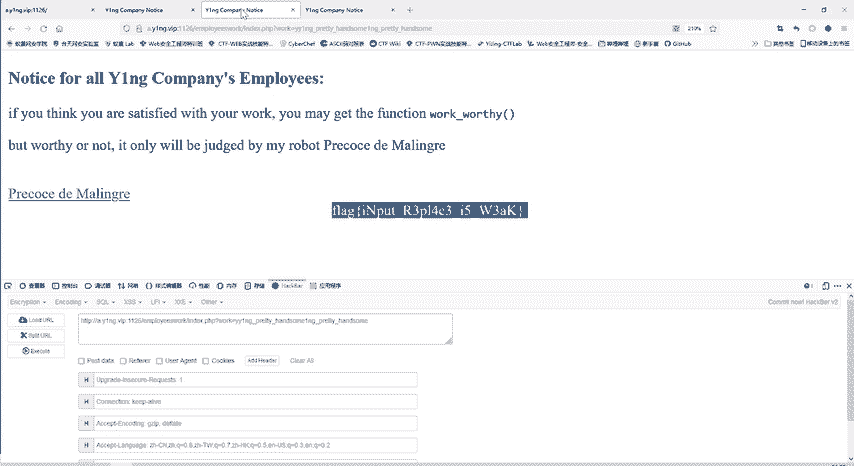 a.y1ng.vip:1126/
Y1ng Company Notice
Y1ng Company Notice
Y1ng Company Notice
a.y1ng.vip:1126/employeework/index.php?work=yy1ng_pretty_handsome1ng_pretty_handsome
210%
CyberChef
CTF Wiki
GitHub
Notice for all Y1ng Company's Employees:
if you think you are satisfied with your work, you may get the function work_worthy()
but worthy or not, it only will be judged by my robot Precoce de Malingre
Precoce de Malingre
flag{iNput_R3pl4c3_i5_W3aK}
HackBar
Encryption
Encoding
SQL
XSS
LFI
XXE
Other
Load URL
http://a.y1ng.vip:1126/employeework/index.php?work=yy1ng_pretty_handsome1ng_pretty_handsome
Split URL
Execute
Post data
Referer
User Agent
Cookies
Add Header
Clear All
H
Upgrade-Insecure-Requests: 1
H
Connection: keep-alive
H
Accept-Encoding: gzip, deflate
H
Accept-Language: zh-CN,zh;q=0.8,zh-TW;q=0.7,zh-HK;q=0.5,en-US;q=0.3,en;q=0.2